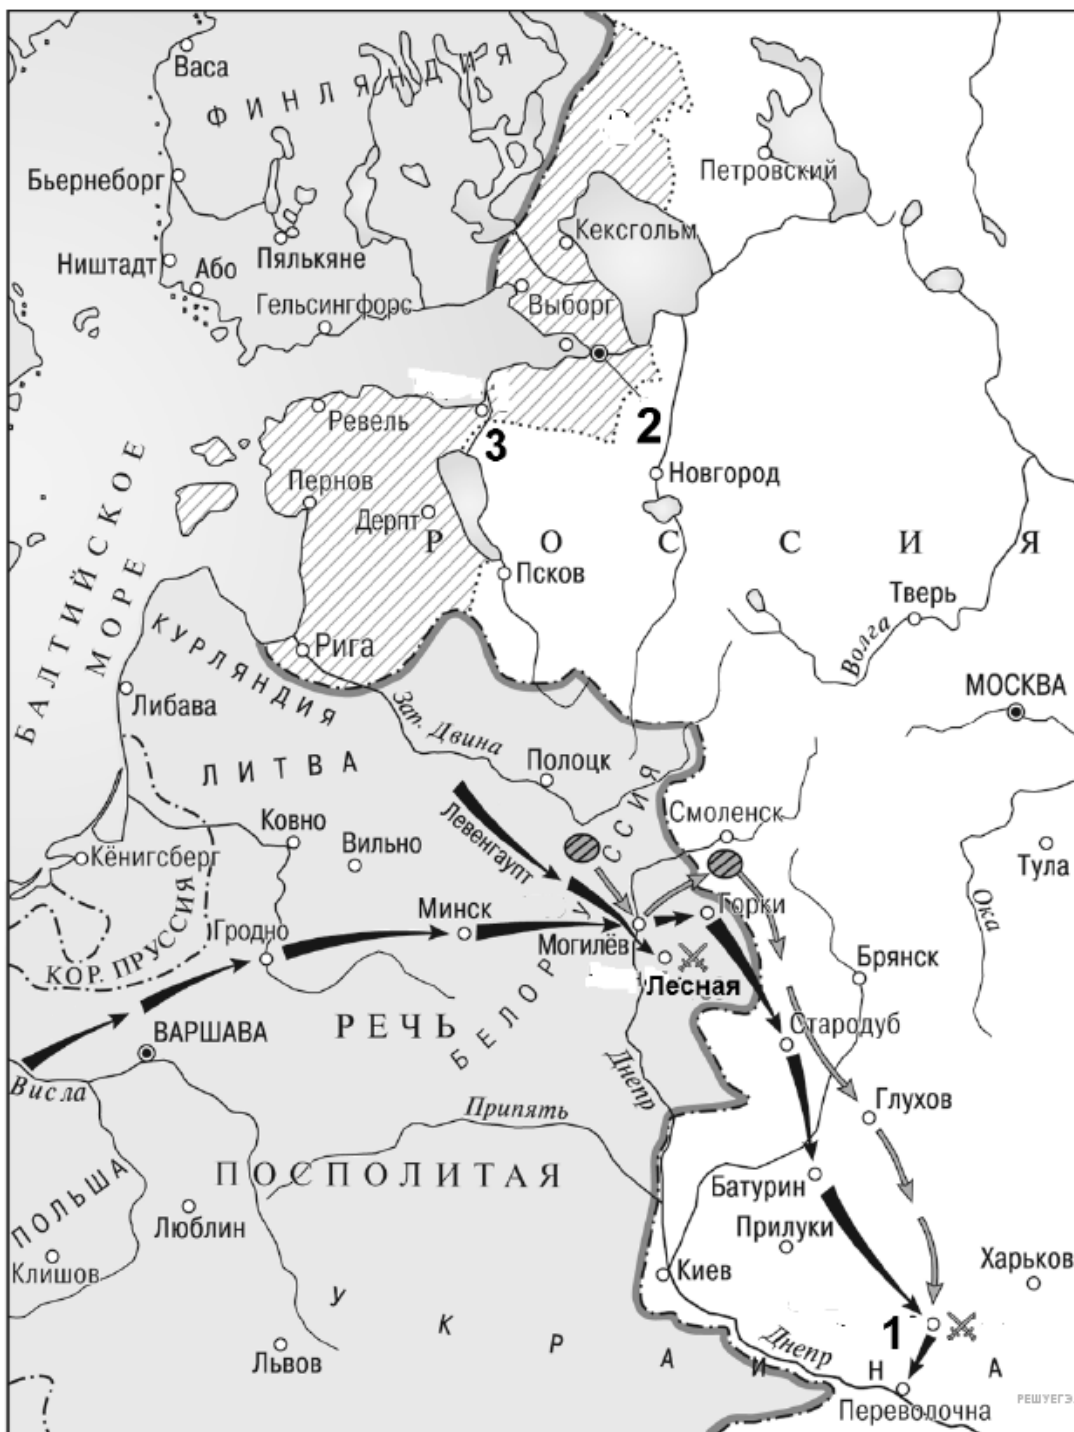 Васа
ФИНЛЯНДИЯ
Петровский
Бьернеборг
Кексгольм
Пялькяне
Ништадт
Або
Гельсингфорс
Выборг
Ревель
2
3
Новгород
Пернов
Дерпт
РОССИЯ
БАЛТИЙСКОЕ
МОРЕ
Псков
Тверь
Волга
КУРЛЯНДИЯ
Рига
МОСКВА
Либава
Зап. Двина
ЛИТВА
Полоцк
Смоленск
Ковно
Левенгаупт
Вильно
Кёнигсберг
Тула
Ока
КОР. ПРУССИЯ
Гродно
Минск
Могилёв
Горки
Брянск
Лесная
БЕЛОРУССИЯ
РЕЧЬ
ВАРШАВА
Стародуб
Висла
Днепр
Глухов
Припять
ПОСПОЛИТАЯ
ПОЛЬША
Батурин
Люблин
Прилуки
Клишов
Киев
Харьков
УКРАИНА
1
Днепр
Львов
Переволочна
РЕШУЕГЭ